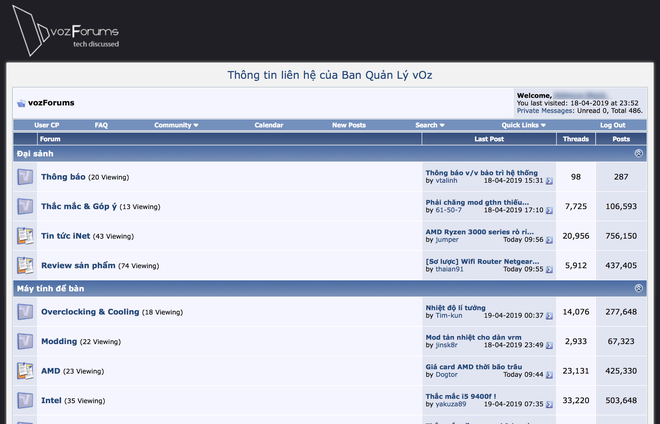 vozForums
tech discussed
Thông tin liên hệ của Ban Quản Lý vOz
vozForums
Welcome,
You last visited: 18-04-2019 at 23:52
Private Messages: Unread 0, Total 486.
User CP FAQ Community Calendar New Posts Search Quick Links Log Out
Forum Last Post Threads Posts
Đại sảnh
Thông báo (20 Viewing)
Thông báo v/v bảo trì hệ thống
by vtalinh 18-04-2019 15:31
98 287
Thắc mắc & Góp ý (13 Viewing)
Phải chăng mod gthn thiếu...
by 61-50-7 18-04-2019 17:10
7,725 106,593
Tin tức iNet (43 Viewing)
AMD Ryzen 3000 series rò rỉ...
by jumper Today 09:56
20,956 756,150
Review sản phẩm (74 Viewing)
[Sơ lược] Wifi Router Netgear...
by thaian91 Today 09:55
5,912 437,405
Máy tính để bàn
Overclocking & Cooling (18 Viewing)
Nhiệt độ lí tưởng
by Tim-kun 19-04-2019 00:37
14,076 277,648
Modding (22 Viewing)
Mod tản nhiệt cho dàn vrm
by jinsk8r 18-04-2019 23:49
2,933 67,323
AMD (23 Viewing)
Giá card AMD thời bão trâu
by Dogtor Today 09:44
23,131 425,330
Intel (35 Viewing)
Thắc mắc i5 9400f !
by yakuza89 19-04-2019 07:35
33,220 503,648